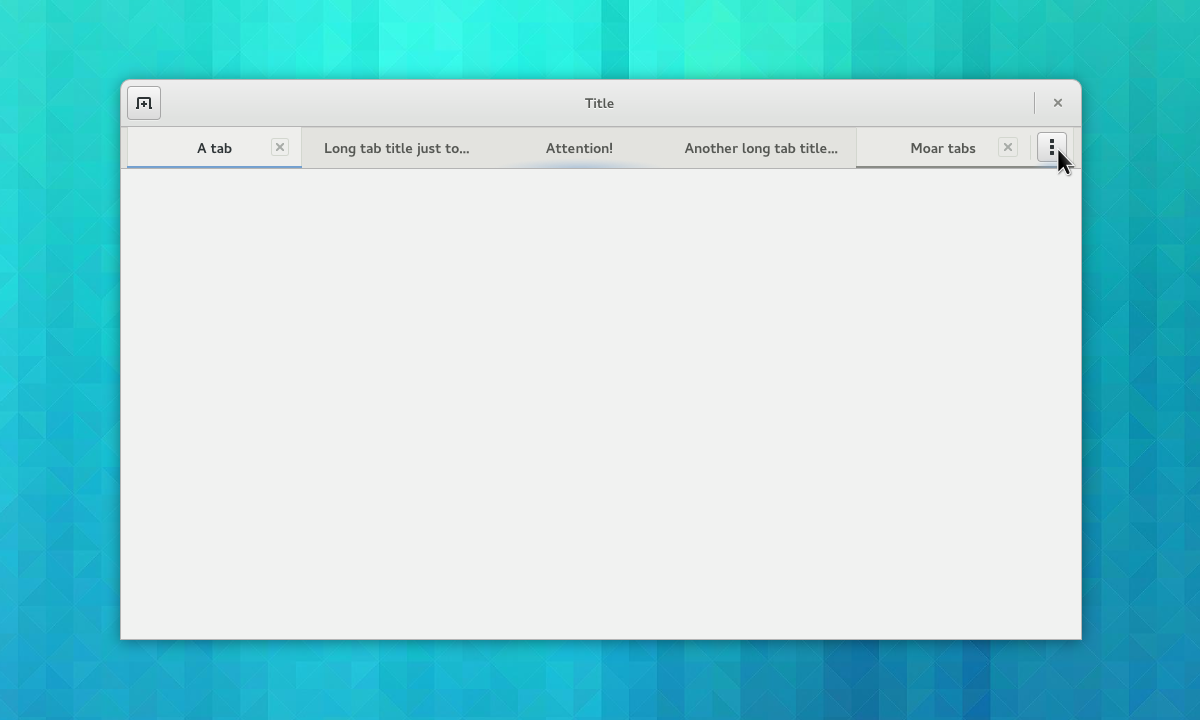 Title
A tab
Long tab title just to...
Attention!
Another long tab title...
Moar tabs